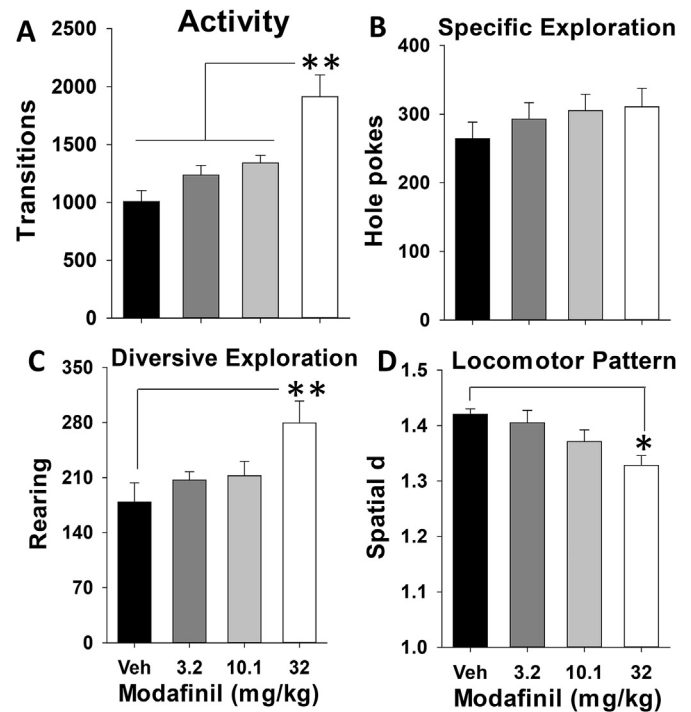 A
Activity
**
Transitions
2500
2000
1500
1000
500
0
B
Specific Exploration
Hole pokes
400
300
200
100
0
C
Diversive Exploration
**
Rearing
350
280
210
140
70
0
Veh 3.2 10.1 32
Modafinil (mg/kg)
D
Locomotor Pattern
*
Spatial d
1.5
1.4
1.3
1.2
1.1
1.0
Veh 3.2 10.1 32
Modafinil (mg/kg)